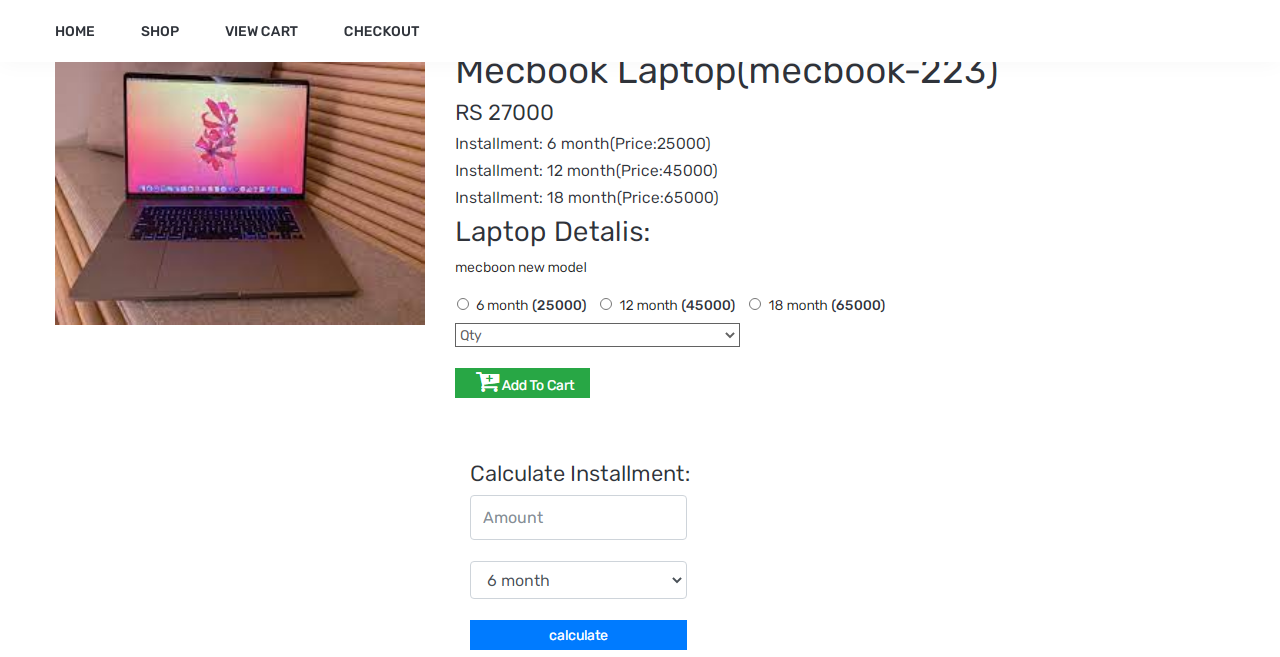 HOME SHOP VIEW CART CHECKOUT
Mecbook Laptop(mecbook-223)
RS 27000
Installment: 6 month(Price:25000)
Installment: 12 month(Price:45000)
Installment: 18 month(Price:65000)
Laptop Detalis:
mecboon new model
6 month (25000) 12 month (45000) 18 month (65000)
Qty
Add To Cart
Calculate Installment:
Amount
6 month
calculate